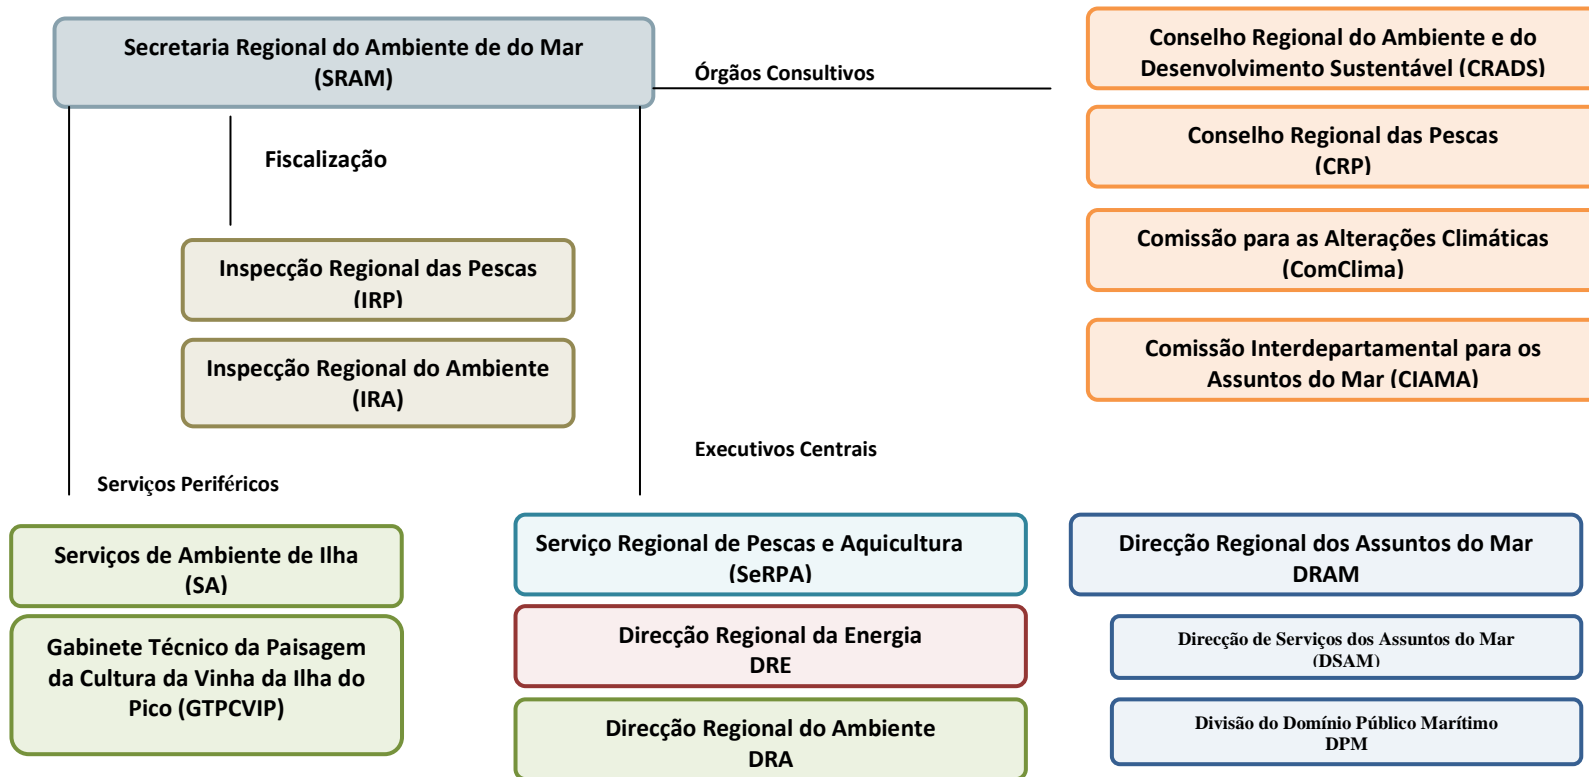 Secretaria Regional do Ambiente de do Mar
(SRAM)
Órgãos Consultivos
Conselho Regional do Ambiente e do
Desenvolvimento Sustentável (CRADS)
Conselho Regional das Pescas
(CRP)
Comissão para as Alterações Climáticas
(ComClima)
Comissão Interdepartamental para os
Assuntos do Mar (CIAMA)
Fiscalização
Inspecção Regional das Pescas
(IRP)
Inspecção Regional do Ambiente
(IRA)
Executivos Centrais
Serviços Periféricos
Serviços de Ambiente de Ilha
(SA)
Gabinete Técnico da Paisagem
da Cultura da Vinha da Ilha do
Pico (GTPCVIP)
Serviço Regional de Pescas e Aquicultura
(SeRPA)
Direcção Regional da Energia
DRE
Direcção Regional do Ambiente
DRA
Direcção Regional dos Assuntos do Mar
DRAM
Direcção de Serviços dos Assuntos do Mar
(DSAM)
Divisão do Domínio Público Marítimo
DPM